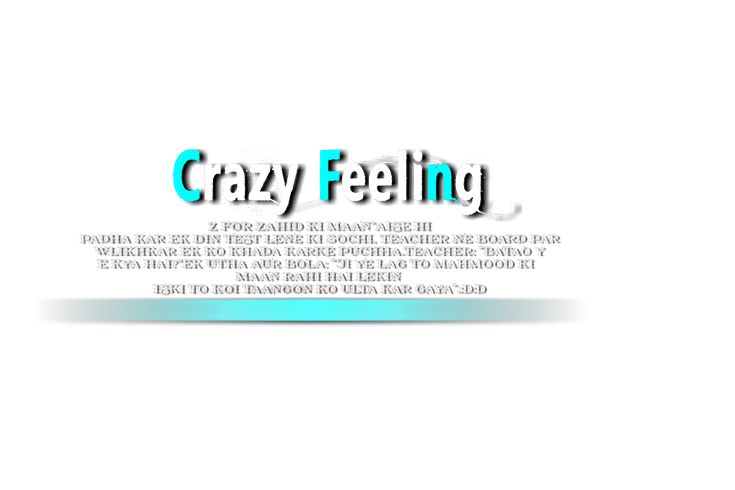 Crazy Feeling
Z FOR ZAHID KI MAAN"AISE HI
PADHA KAR EK DIN TEST LENE KI SOCHI, TEACHER NE BOARD PAR
WLIKHKAR EK KO KHADA KARKE PUCHHA.TEACHER: "BATAO Y
E KYA HAI?"EK UTHA AUR BOLA: "JI YE LAG TO MAHMOOD KI
MAAN RAHI HAI LEKIN
ISKI TO KOI TAANGON KO ULTA KAR GAYA".:D:D